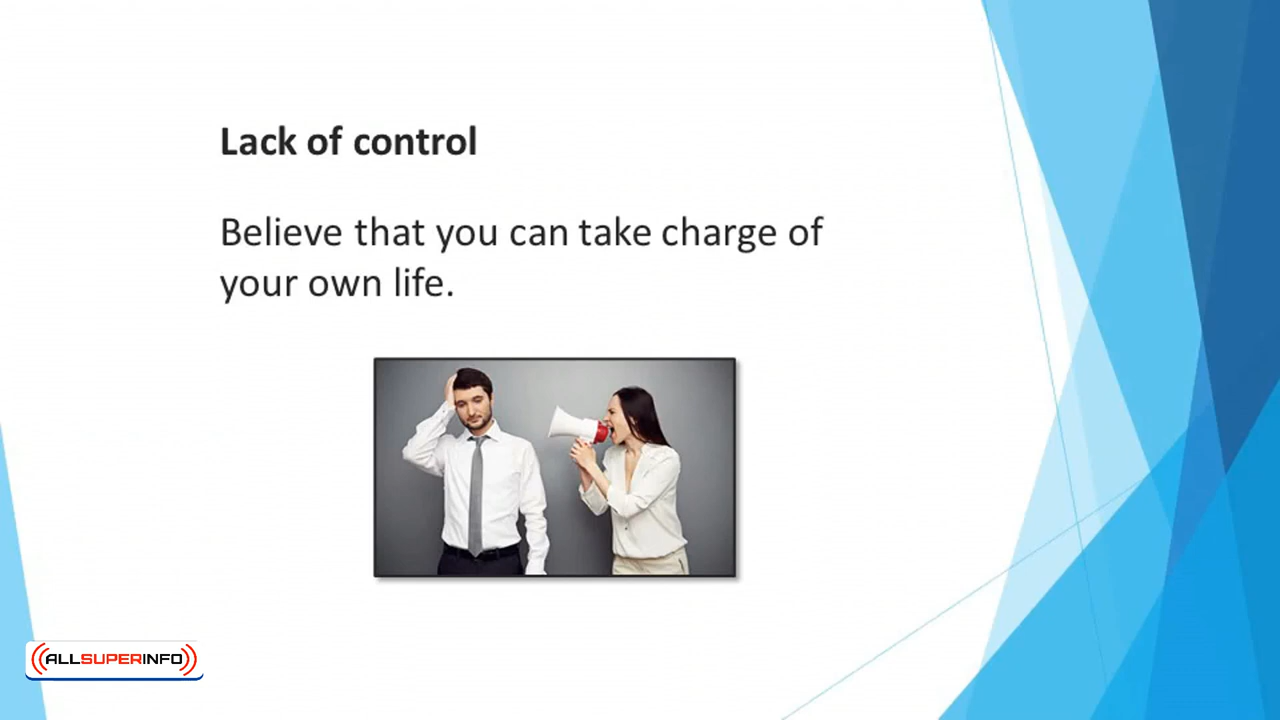 Lack of control
Believe that you can take charge of
your own life.
ALLSUPERINFO